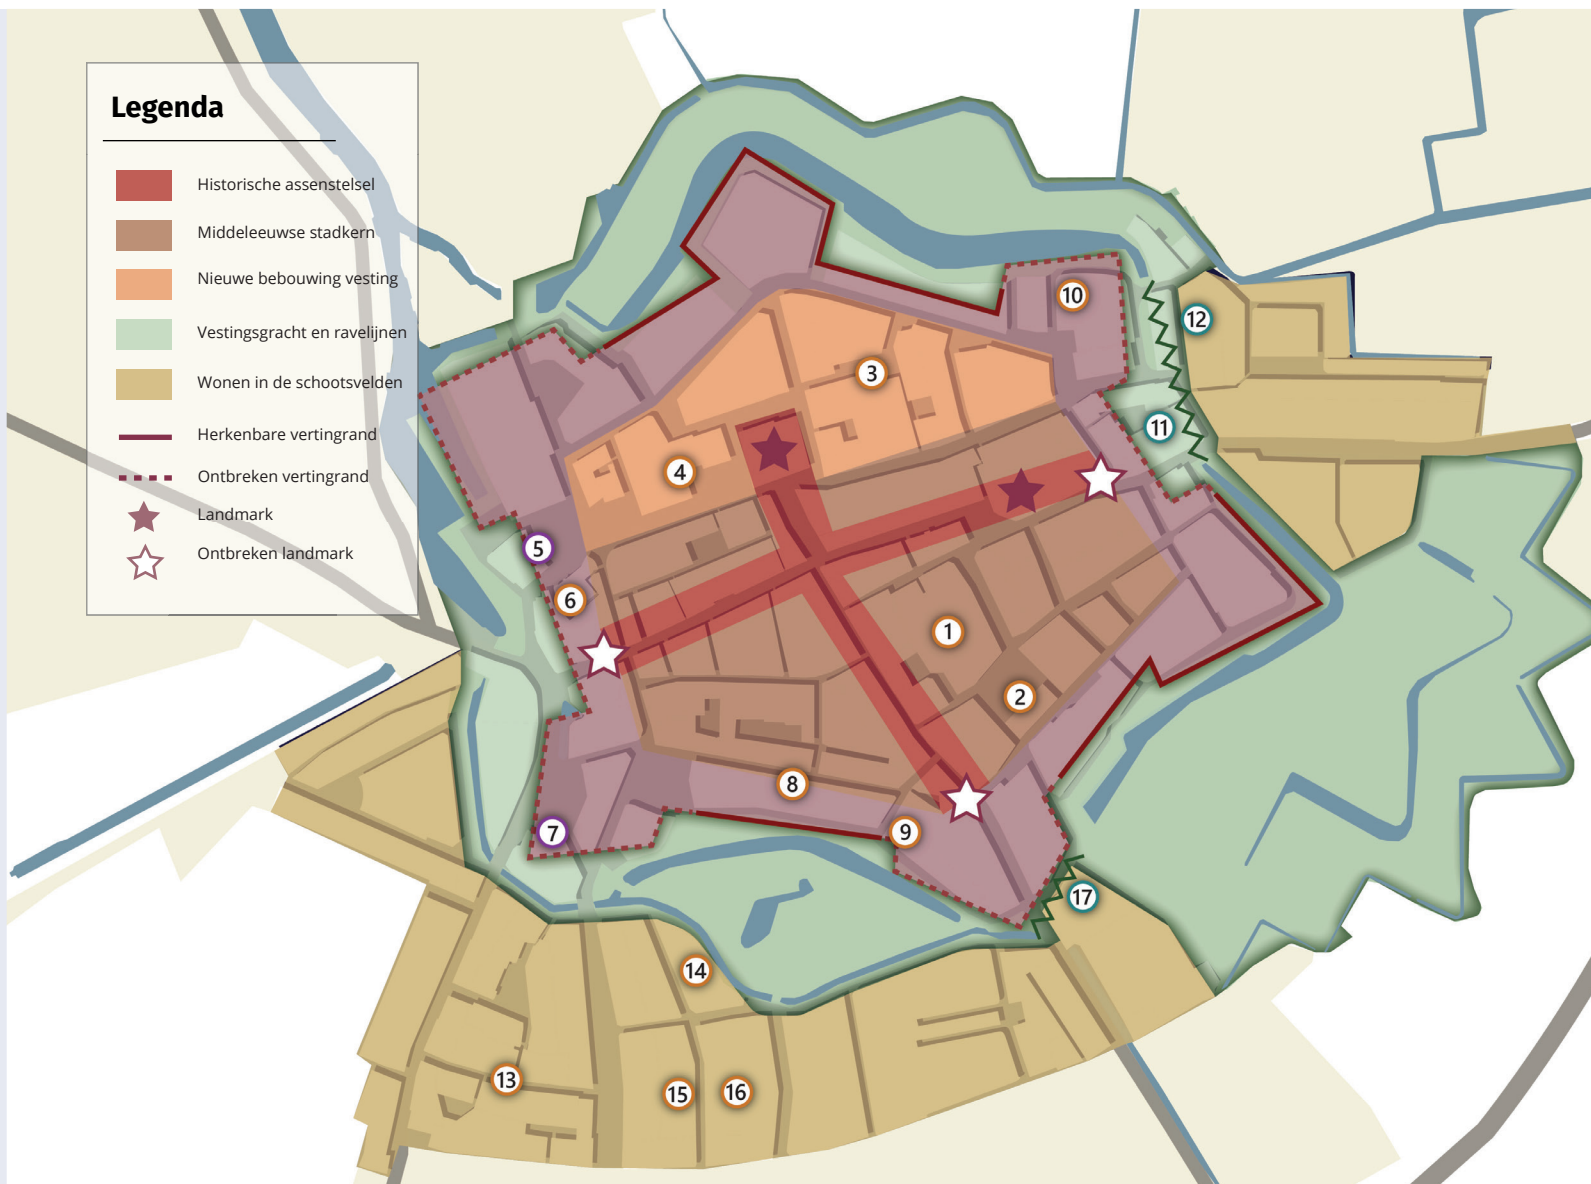 Legenda
Historische assenstelsel
Middeleeuwse stadkern
Nieuwe bebouwing vesting
Vestingsgracht en ravelijnen
Wonen in de schootsvelden
Herkenbare vertingrand
Ontbreken vertingrand
Landmark
Ontbreken landmark
10
12
3
11
4
5
6
1
2
8
7
9
17
14
13
15
16